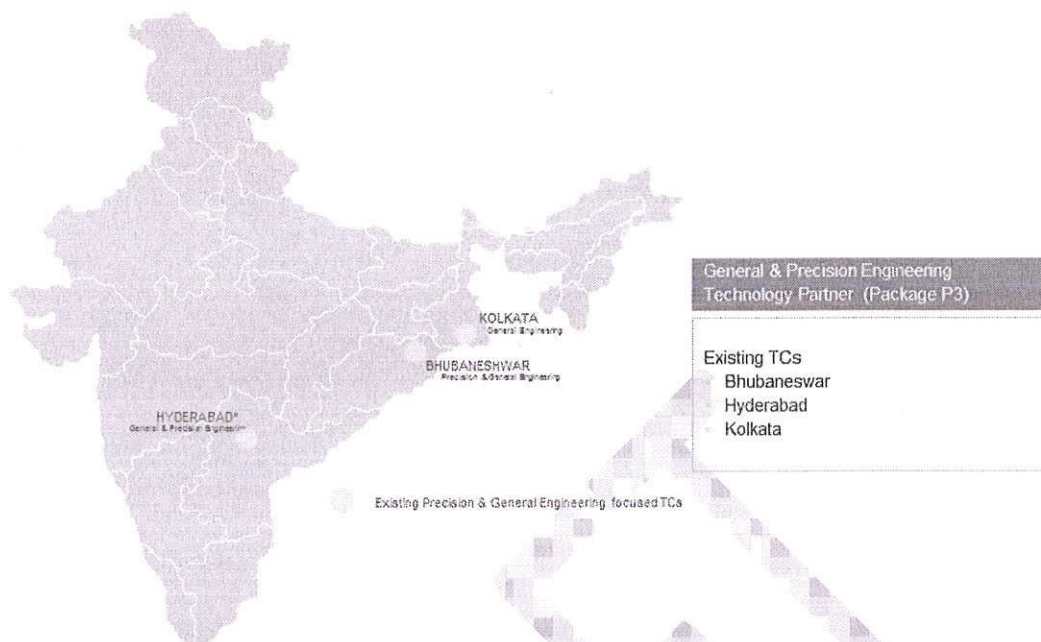 KOLKATA
General Engineering
BHUBANESHWAR
Precision & General Engineering
HYDERABAD*
General & Precision Engineerin
Existing Precision & General Engineering focused TCs
General & Precision Engineering
Technology Partner (Package P3)
Existing TCs
Bhubaneswar
Hyderabad
Kolkata